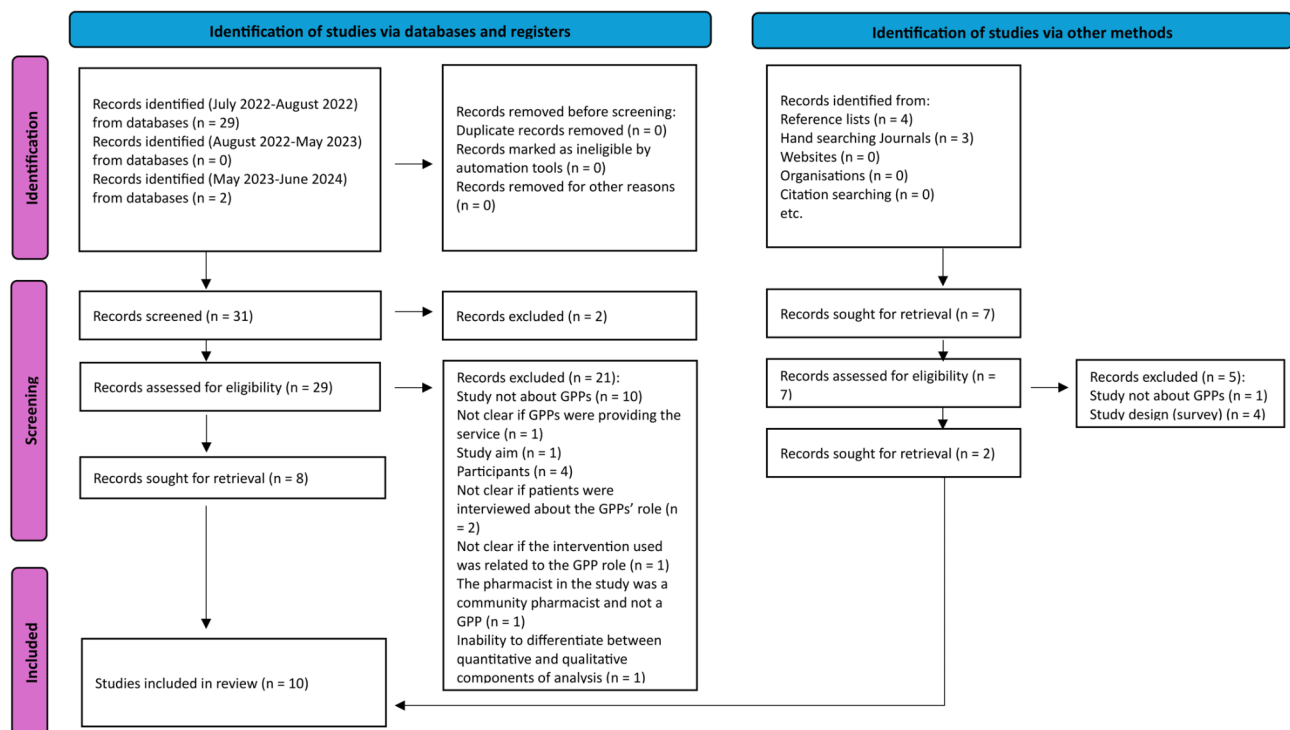 Identification of studies via databases and registers
Identification of studies via other methods
Identification
Records identified (July 2022-August 2022)
from databases (n = 29)
Records identified (August 2022-May 2023)
from databases (n = 0)
Records identified (May 2023-June 2024)
from databases (n = 2)
Records removed before screening:
Duplicate records removed (n = 0)
Records marked as ineligible by
automation tools (n = 0)
Records removed for other reasons
(n = 0)
Records identified from:
Reference lists (n = 4)
Hand searching Journals (n = 3)
Websites (n = 0)
Organisations (n = 0)
Citation searching (n = 0)
etc.
Screening
Records screened (n = 31)
Records excluded (n = 2)
Records sought for retrieval (n = 7)
Records assessed for eligibility (n = 29)
Records excluded (n = 21):
Study not about GPPs (n = 10)
Not clear if GPPs were providing the
service (n = 1)
Study aim (n = 1)
Participants (n = 4)
Not clear if patients were
interviewed about the GPPs' role (n
= 2)
Not clear if the intervention used
was related to the GPP role (n = 1)
The pharmacist in the study was a
community pharmacist and not a
GPP (n = 1)
Inability to differentiate between
quantitative and qualitative
components of analysis (n = 1)
Records assessed for eligibility (n =
7)
Records excluded (n = 5):
Study not about GPPs (n = 1)
Study design (survey) (n = 4)
Records sought for retrieval (n = 8)
Records sought for retrieval (n = 2)
Included
Studies included in review (n = 10)